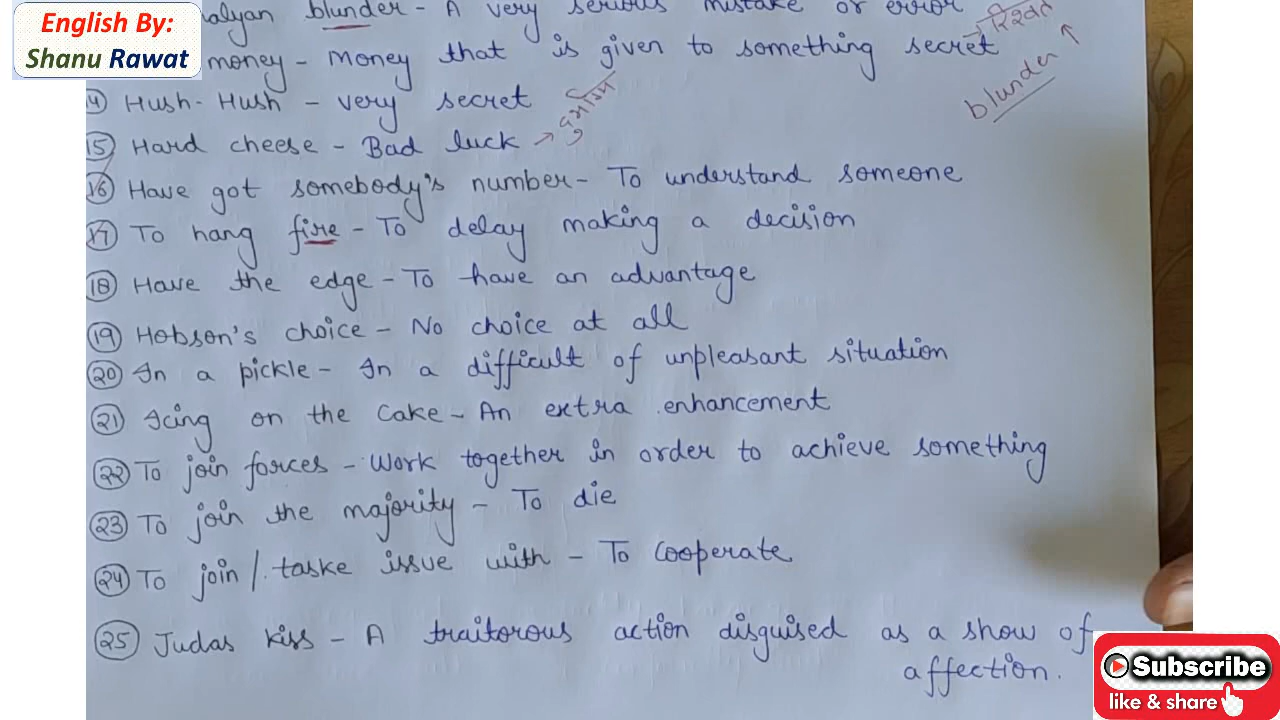 English By:
Shanu Rawat
alyan blunder - A very serious mistake or error
money - money that is given to something secret
→ रिश्वत
blunder ↑
14 Hush-Hush - very secret
15 Hard cheese - Bad luck →
16 Have got somebody's number - To understand someone
17 To hang fire - To delay making a decision
18 Have the edge - To have an advantage
19 Hobson's choice - No choice at all
20 In a pickle - In a difficult of unpleasant situation
21 Icing on the cake - An extra enhancement
22 To join forces - Work together in order to achieve something
23 To join the majority - To die
24 To join / taske issue with - To cooperate
25 Judas kiss - A traitorous action disguised as a show of
affection.
Subscribe
like & share